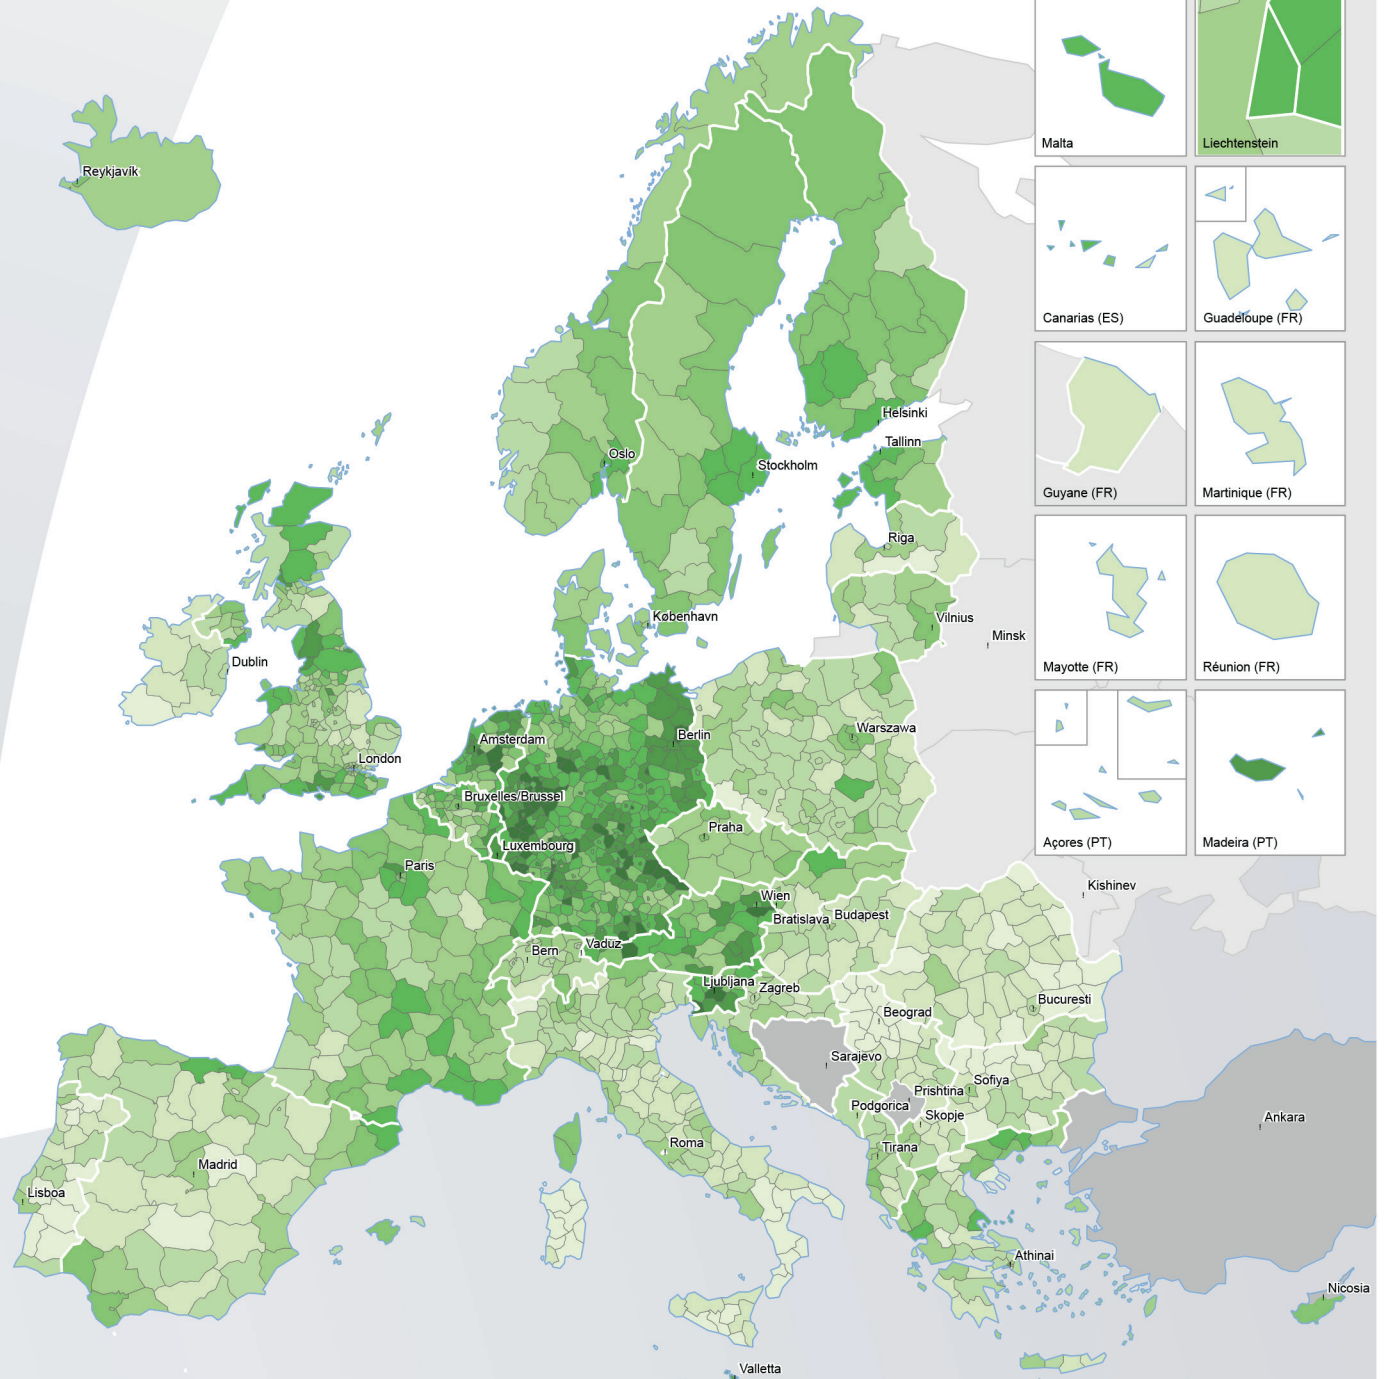 Malta
Liechtenstein
Reykjavík
Canarias (ES)
Guadeloupe (FR)
Helsinki
Tallinn
Oslo
Stockholm
Guyane (FR)
Martinique (FR)
Riga
København
Vilnius
Minsk
Dublin
Mayotte (FR)
Réunion (FR)
Warszawa
Berlin
Amsterdam
London
Bruxelles/Brussel
Praha
Luxembourg
Açores (PT)
Madeira (PT)
Paris
Kishinev
Wien
Bratislava
Budapest
Vaduz
Bern
Ljubljana
Zagreb
Bucuresti
Beograd
Sarajevo
Sofiya
Prishtina
Podgorica
Skopje
Ankara
Roma
Tirana
Madrid
Lisboa
Athinai
Nicosia
Valletta